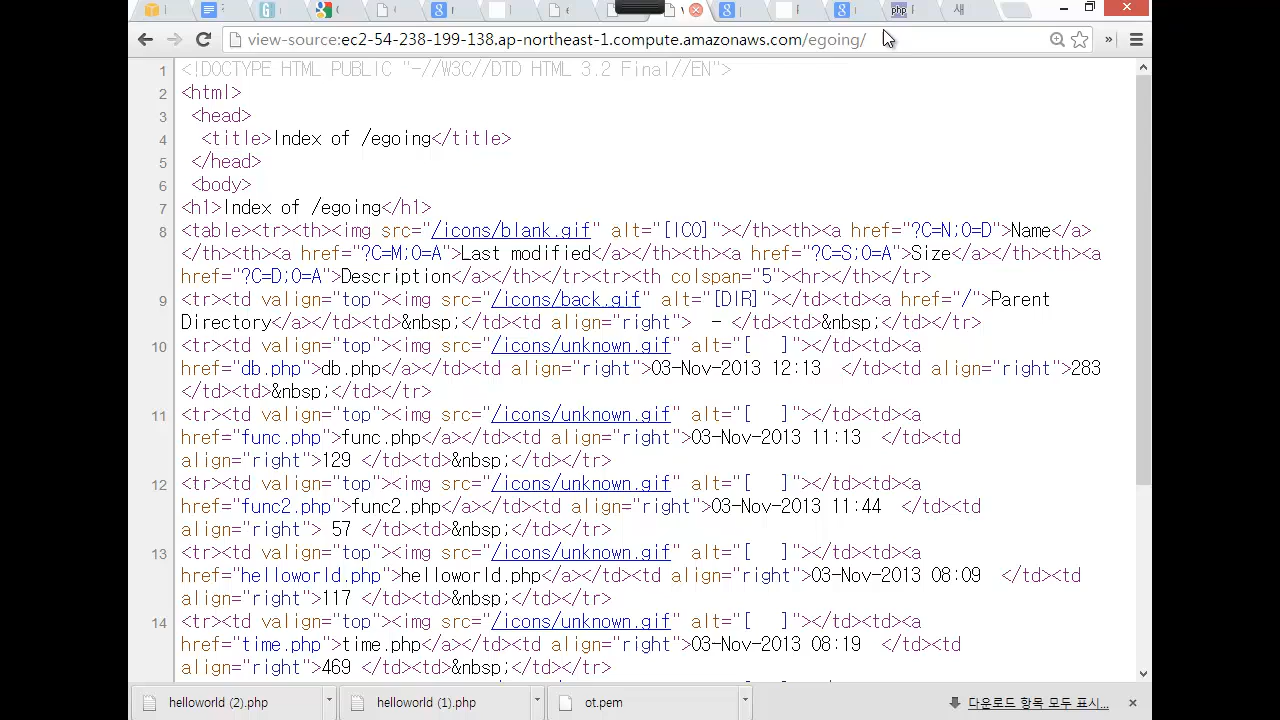 view-source:ec2-54-238-199-138.ap-northeast-1.compute.amazonaws.com/egoing/
1 <!DOCTYPE HTML PUBLIC "-//W3C//DTD HTML 3.2 Final//EN">
2 <html>
3 <head>
4 <title>Index of /egoing</title>
5 </head>
6 <body>
7 <h1>Index of /egoing</h1>
8 <table><tr><th><img src="/icons/blank.gif" alt="[ICO]"></th><th><a href="?C=N;O=D">Name</a>
</th><th><a href="?C=M;O=A">Last modified</a></th><th><a href="?C=S;O=A">Size</a></th><th><a
href="?C=D;O=A">Description</a></th></tr><tr><th colspan="5"><hr></th></tr>
9 <tr><td valign="top"><img src="/icons/back.gif" alt="[DIR]"></td><td><a href="/">Parent
Directory</a></td><td>&nbsp;</td><td align="right">  - </td><td>&nbsp;</td></tr>
10 <tr><td valign="top"><img src="/icons/unknown.gif" alt="[   ]"></td><td><a
href="db.php">db.php</a></td><td align="right">03-Nov-2013 12:13  </td><td align="right">283
</td><td>&nbsp;</td></tr>
11 <tr><td valign="top"><img src="/icons/unknown.gif" alt="[   ]"></td><td><a
href="func.php">func.php</a></td><td align="right">03-Nov-2013 11:13  </td><td
align="right">129 </td><td>&nbsp;</td></tr>
12 <tr><td valign="top"><img src="/icons/unknown.gif" alt="[   ]"></td><td><a
href="func2.php">func2.php</a></td><td align="right">03-Nov-2013 11:44  </td><td
align="right"> 57 </td><td>&nbsp;</td></tr>
13 <tr><td valign="top"><img src="/icons/unknown.gif" alt="[   ]"></td><td><a
href="helloworld.php">helloworld.php</a></td><td align="right">03-Nov-2013 08:09  </td><td
align="right">117 </td><td>&nbsp;</td></tr>
14 <tr><td valign="top"><img src="/icons/unknown.gif" alt="[   ]"></td><td><a
href="time.php">time.php</a></td><td align="right">03-Nov-2013 08:19  </td><td
align="right">469 </td><td>&nbsp;</td></tr>
helloworld (2).php
helloworld (1).php
ot.pem
다운로드 항목 모두 표시...